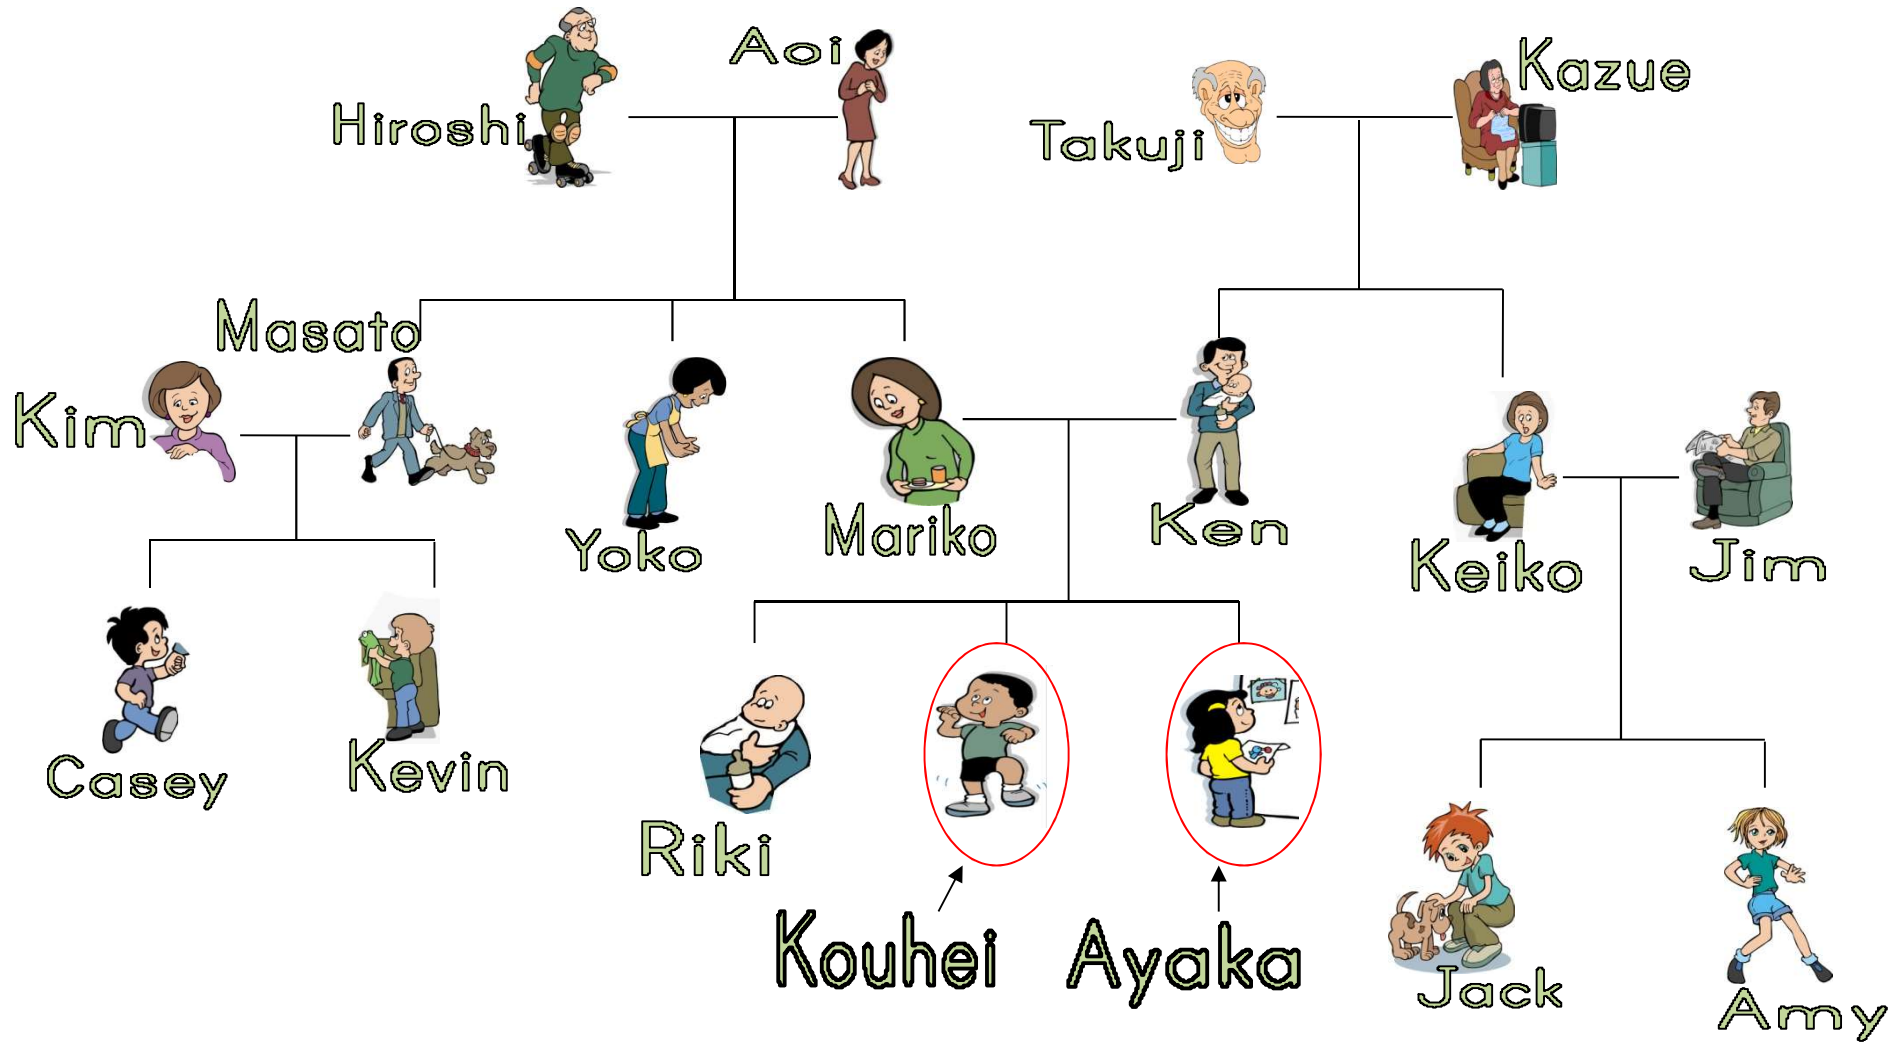 Aoi
Kazue
Hiroshi
Takuji
Masato
Kim
Yoko
Mariko
Ken
Keiko
Jim
Casey
Kevin
Riki
Kouhei
Ayaka
Jack
Amy